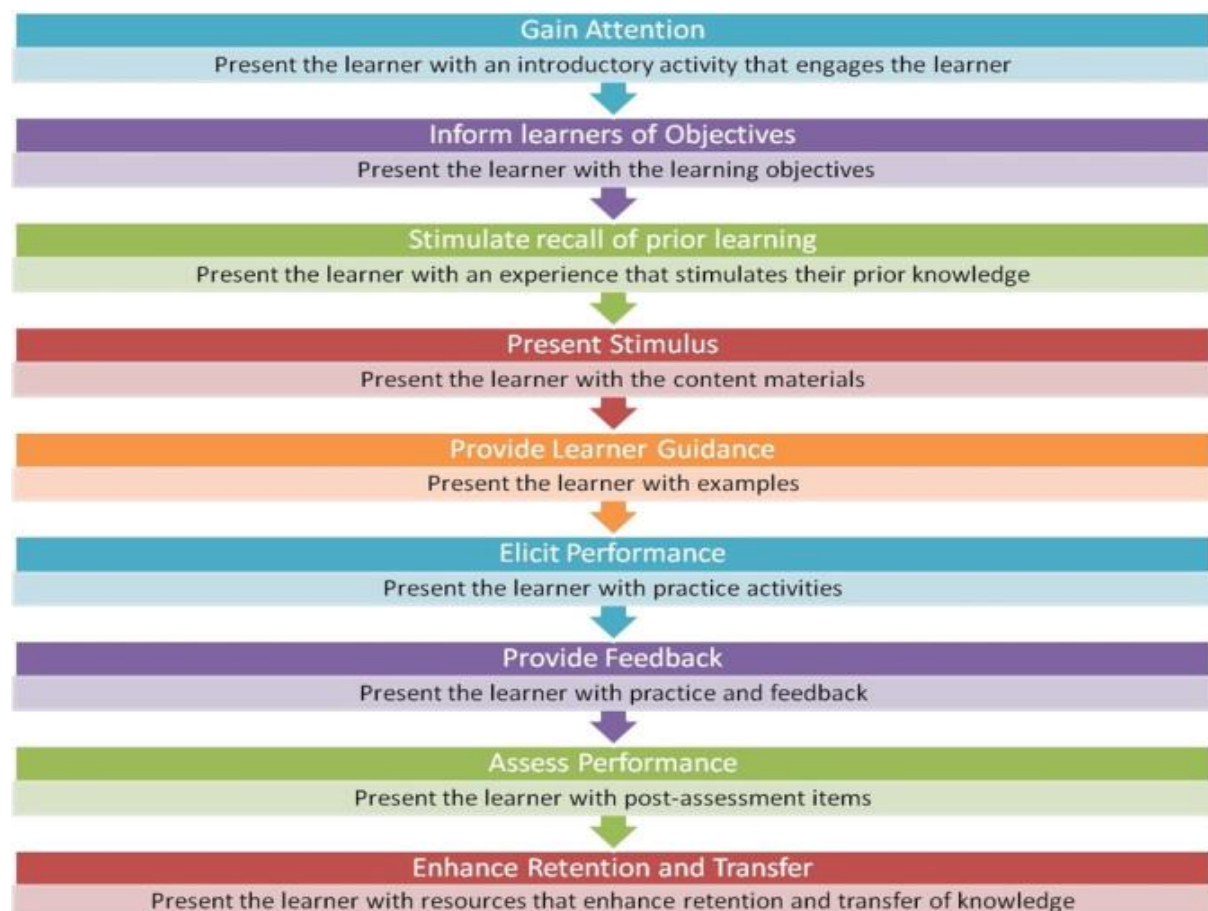 Gain Attention
Present the learner with an introductory activity that engages the learner
Inform learners of Objectives
Present the learner with the learning objectives
Stimulate recall of prior learning
Present the learner with an experience that stimulates their prior knowledge
Present Stimulus
Present the learner with the content materials
Provide Learner Guidance
Present the learner with examples
Elicit Performance
Present the learner with practice activities
Provide Feedback
Present the learner with practice and feedback
Assess Performance
Present the learner with post-assessment items
Enhance Retention and Transfer
Present the learner with resources that enhance retention and transfer of knowledge